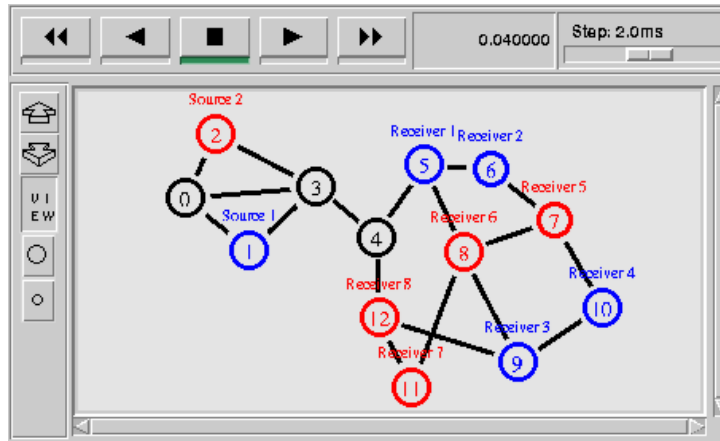 0.040000
Step: 2.0ms
Source 2
2
Receiver 1
Receiver 2
5
6
VI
EW
0
3
Receiver 5
Source 1
Receiver 6
7
1
4
8
Receiver 8
Receiver 4
12
10
Receiver 3
Receiver 7
9
11